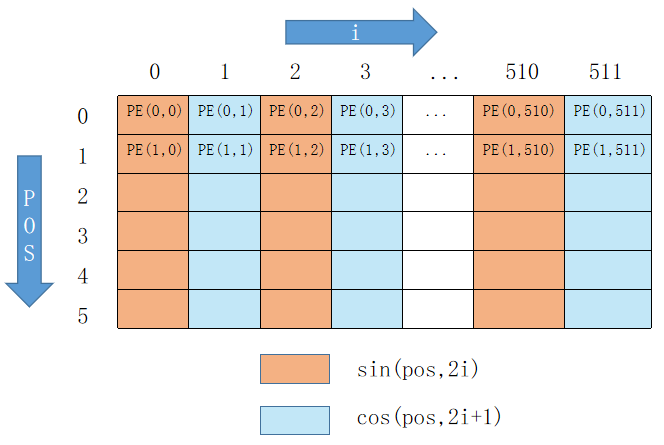 i
0 1 2 3 ... 510 511
0 PE(0,0) PE(0,1) PE(0,2) PE(0,3) ... PE(0,510) PE(0,511)
1 PE(1,0) PE(1,1) PE(1,2) PE(1,3) ... PE(1,510) PE(1,511)
2
3
4
5
POS
sin(pos,2i)
cos(pos,2i+1)